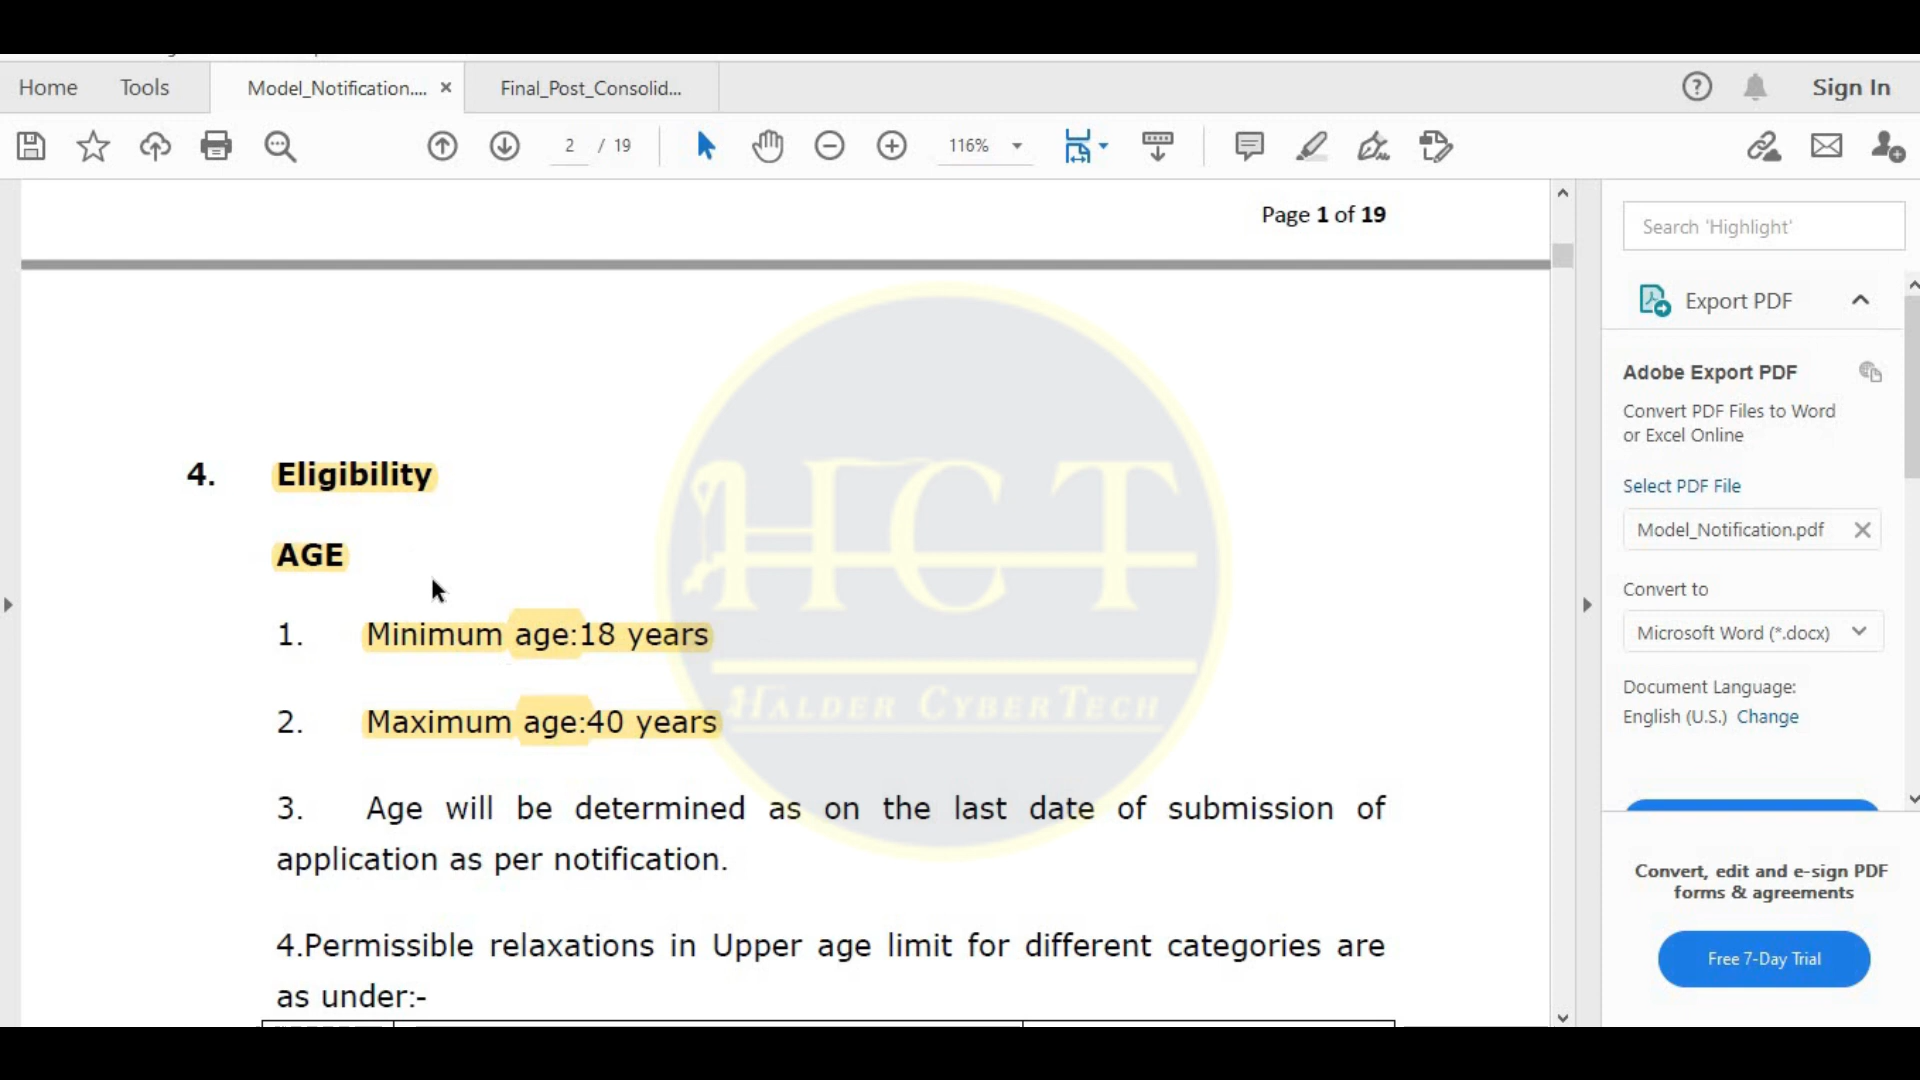 Home Tools Model_Notification.... × Final_Post_Consolid... Sign In
2 / 19 116%
Page 1 of 19
4. Eligibility
AGE
1. Minimum age:18 years
2. Maximum age:40 years
3. Age will be determined as on the last date of submission of
application as per notification.
4.Permissible relaxations in Upper age limit for different categories are
as under:-
HCT
HALDER CYBERTECH
Search 'Highlight'
Export PDF
Adobe Export PDF
Convert PDF Files to Word
or Excel Online
Select PDF File
Model_Notification.pdf
Convert to
Microsoft Word (*.docx)
Document Language:
English (U.S.) Change
Convert, edit and e-sign PDF
forms & agreements
Free 7-Day Trial